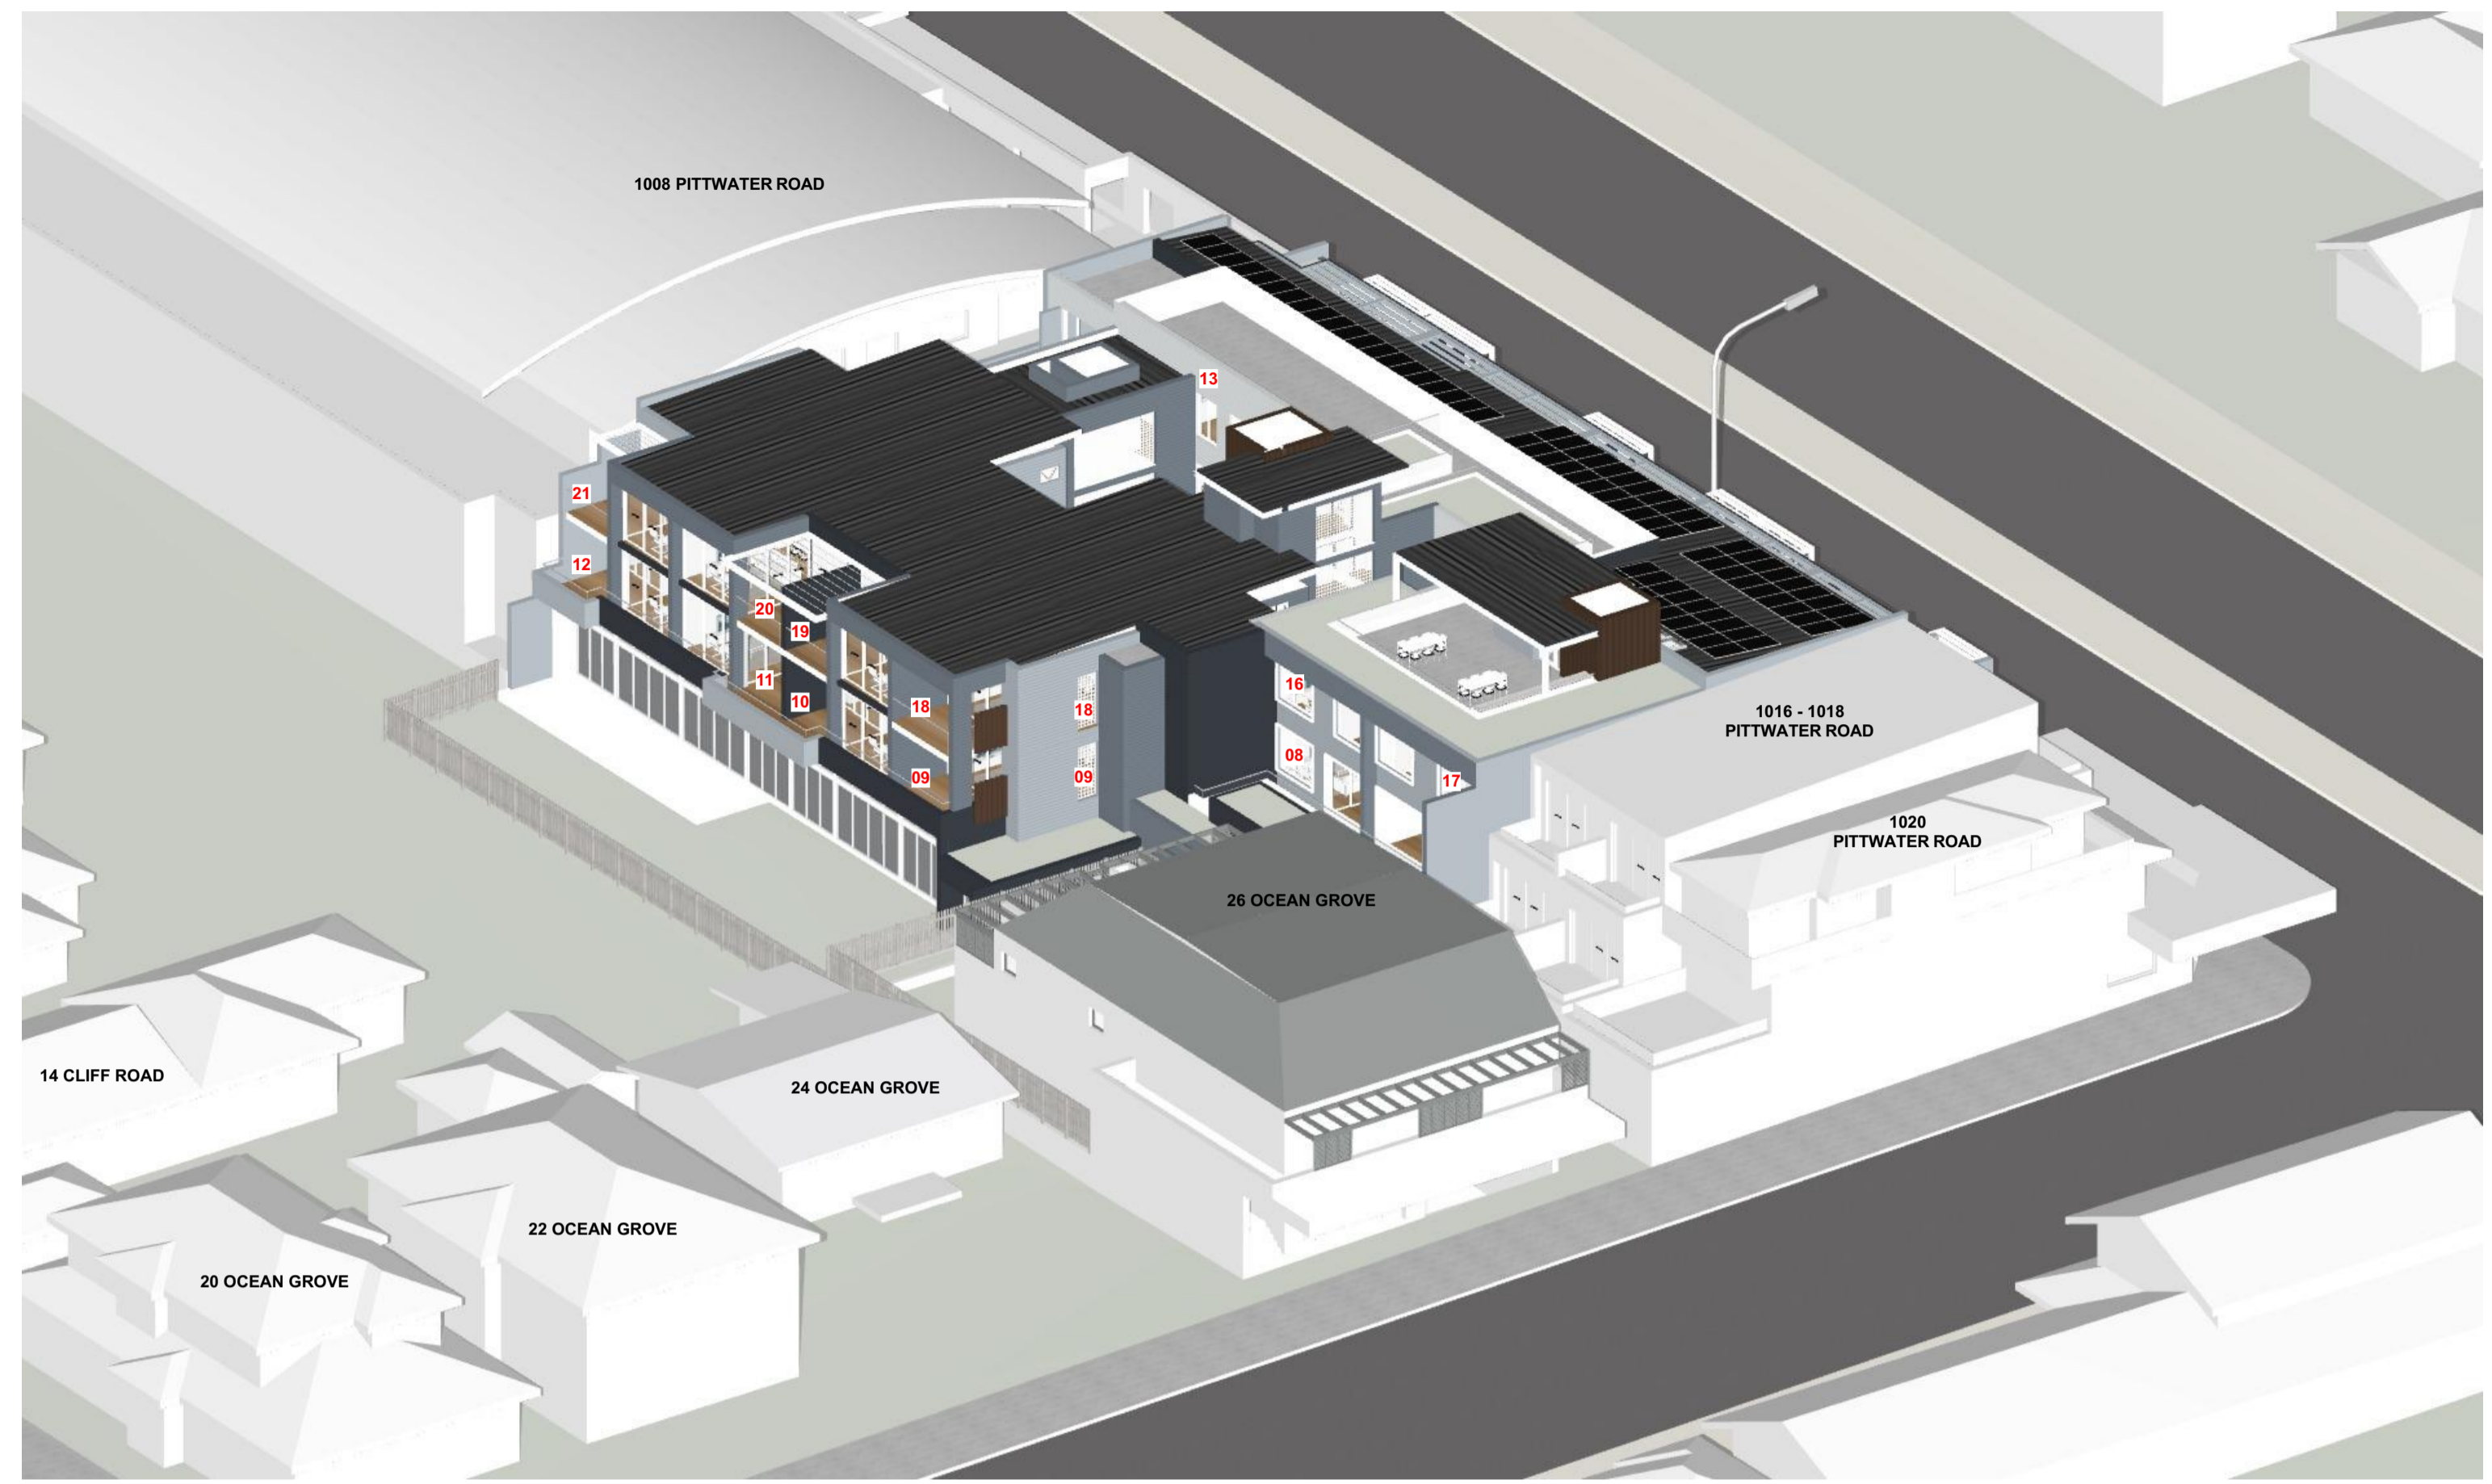 1008 PITTWATER ROAD
13
21
12
20
19
11
10
18
18
09
09
16
08
17
1016 - 1018
PITTWATER ROAD
1020
PITTWATER ROAD
26 OCEAN GROVE
14 CLIFF ROAD
24 OCEAN GROVE
22 OCEAN GROVE
20 OCEAN GROVE